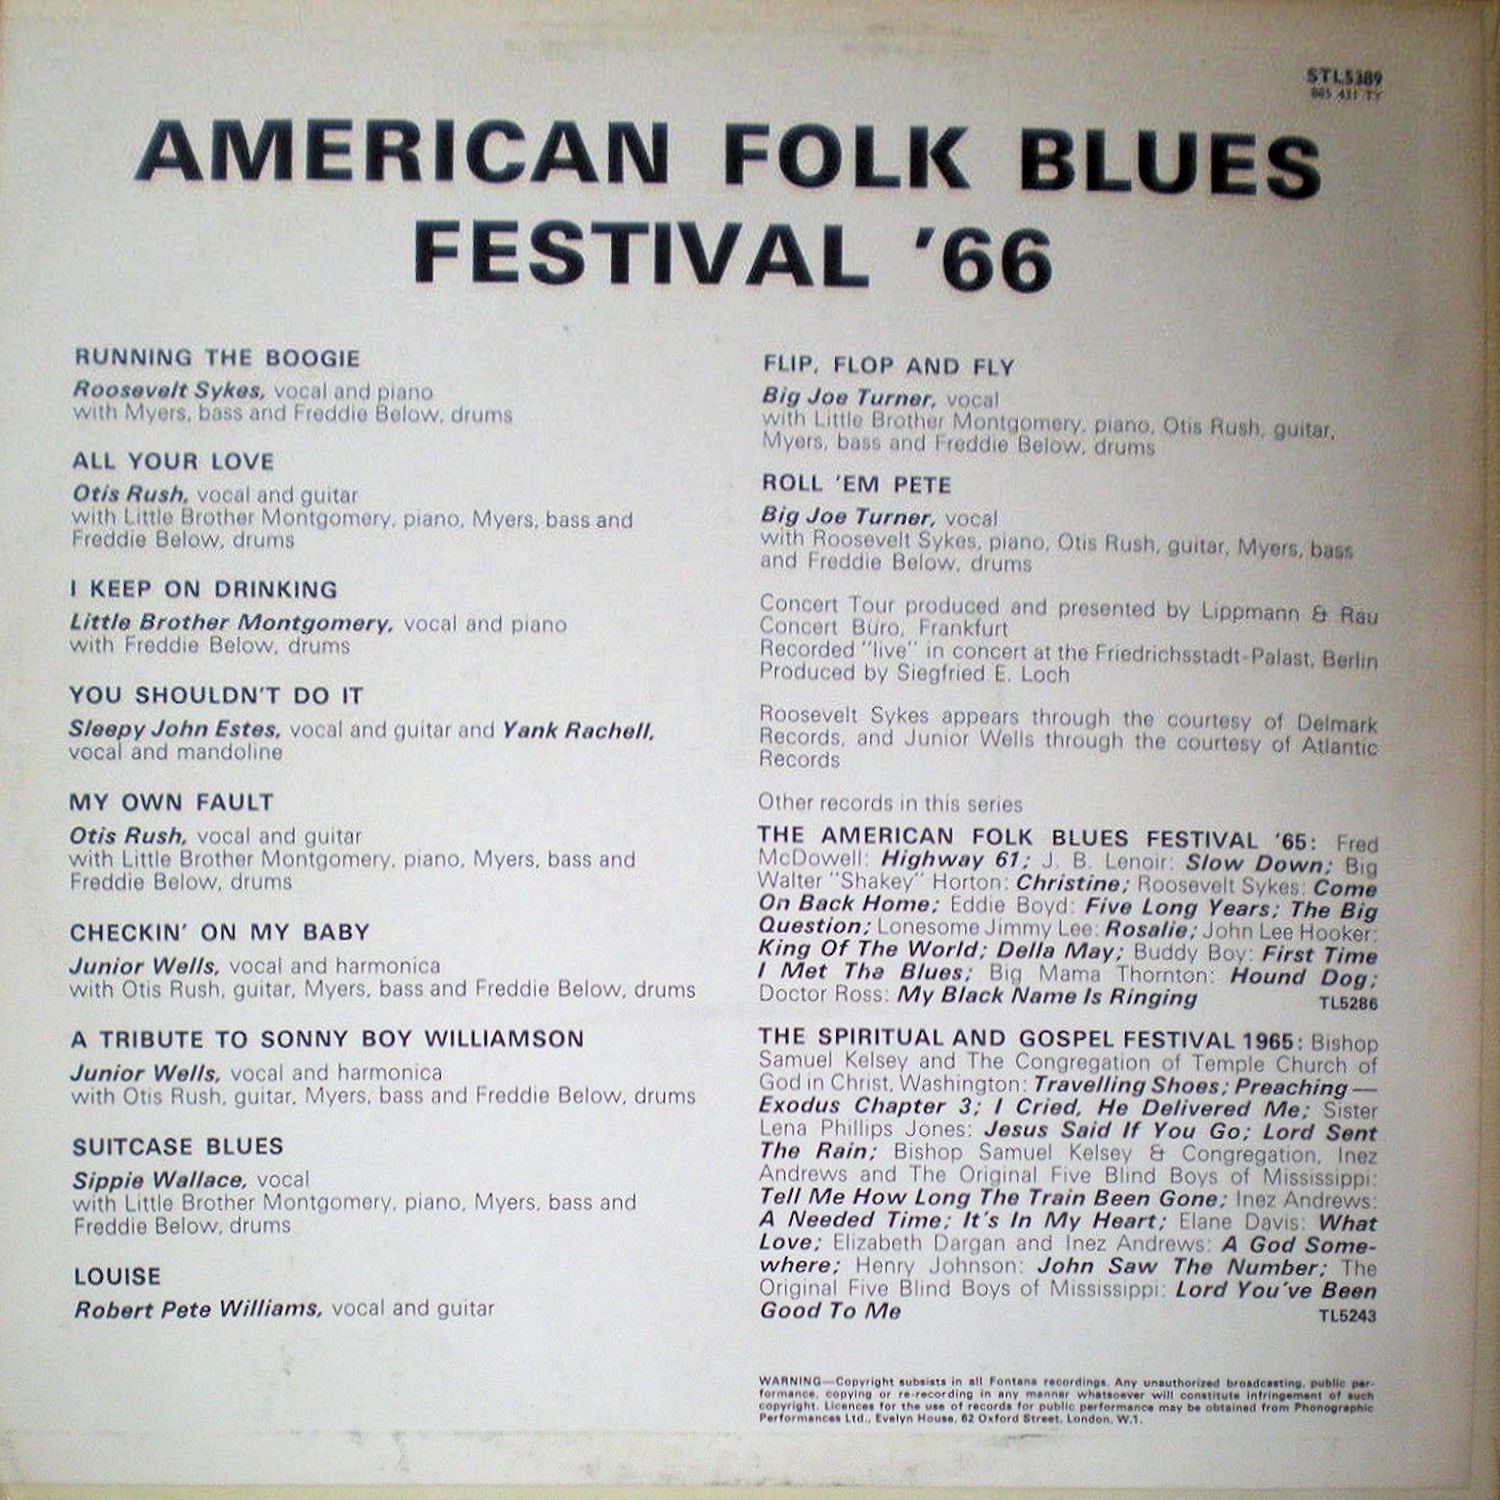 STL5389
885 431 TY
AMERICAN FOLK BLUES
FESTIVAL '66
RUNNING THE BOOGIE
Roosevelt Sykes, vocal and piano
with Myers, bass and Freddie Below, drums
ALL YOUR LOVE
Otis Rush, vocal and guitar
with Little Brother Montgomery, piano, Myers, bass and
Freddie Below, drums
I KEEP ON DRINKING
Little Brother Montgomery, vocal and piano
with Freddie Below, drums
YOU SHOULDN'T DO IT
Sleepy John Estes, vocal and guitar and Yank Rachell,
vocal and mandoline
MY OWN FAULT
Otis Rush, vocal and guitar
with Little Brother Montgomery, piano, Myers, bass and
Freddie Below, drums
CHECKIN' ON MY BABY
Junior Wells, vocal and harmonica
with Otis Rush, guitar, Myers, bass and Freddie Below, drums
A TRIBUTE TO SONNY BOY WILLIAMSON
Junior Wells, vocal and harmonica
with Otis Rush, guitar, Myers, bass and Freddie Below, drums
SUITCASE BLUES
Sippie Wallace, vocal
with Little Brother Montgomery, piano, Myers, bass and
Freddie Below, drums
LOUISE
Robert Pete Williams, vocal and guitar
FLIP, FLOP AND FLY
Big Joe Turner, vocal
with Little Brother Montgomery, piano, Otis Rush, guitar,
Myers, bass and Freddie Below, drums
ROLL 'EM PETE
Big Joe Turner, vocal
with Roosevelt Sykes, piano, Otis Rush, guitar, Myers, bass
and Freddie Below, drums
Concert Tour produced and presented by Lippmann & Rau
Concert Buro, Frankfurt
Recorded "live" in concert at the Friedrichsstadt-Palast, Berlin
Produced by Siegfried E. Loch
Roosevelt Sykes appears through the courtesy of Delmark
Records, and Junior Wells through the courtesy of Atlantic
Records
Other records in this series
THE AMERICAN FOLK BLUES FESTIVAL '65: Fred
McDowell: Highway 61; J. B. Lenoir: Slow Down; Big
Walter "Shakey" Horton: Christine; Roosevelt Sykes: Come
On Back Home; Eddie Boyd: Five Long Years; The Big
Question; Lonesome Jimmy Lee: Rosalie; John Lee Hooker:
King Of The World; Della May; Buddy Boy: First Time
I Met The Blues; Big Mama Thornton: Hound Dog;
Doctor Ross: My Black Name Is Ringing TL5286
THE SPIRITUAL AND GOSPEL FESTIVAL 1965: Bishop
Samuel Kelsey and The Congregation of Temple Church of
God in Christ, Washington: Travelling Shoes; Preaching—
Exodus Chapter 3; I Cried, He Delivered Me; Sister
Lena Phillips Jones: Jesus Said If You Go; Lord Sent
The Rain; Bishop Samuel Kelsey & Congregation, Inez
Andrews and The Original Five Blind Boys of Mississippi:
Tell Me How Long The Train Been Gone; Inez Andrews:
A Needed Time; It's In My Heart; Elane Davis: What
Love; Elizabeth Dargan and Inez Andrews: A God Some-
where; Henry Johnson: John Saw The Number; The
Original Five Blind Boys of Mississippi: Lord You've Been
Good To Me TL5243
WARNING—Copyright subsists in all Fontana recordings. Any unauthorized broadcasting, public per-
formance, copying or re-recording in any manner whatsoever will constitute infringement of such
copyright. Licences for the use of records for public performance may be obtained from Phonographic
Performances Ltd., Evelyn House, 62 Oxford Street, London, W.1.